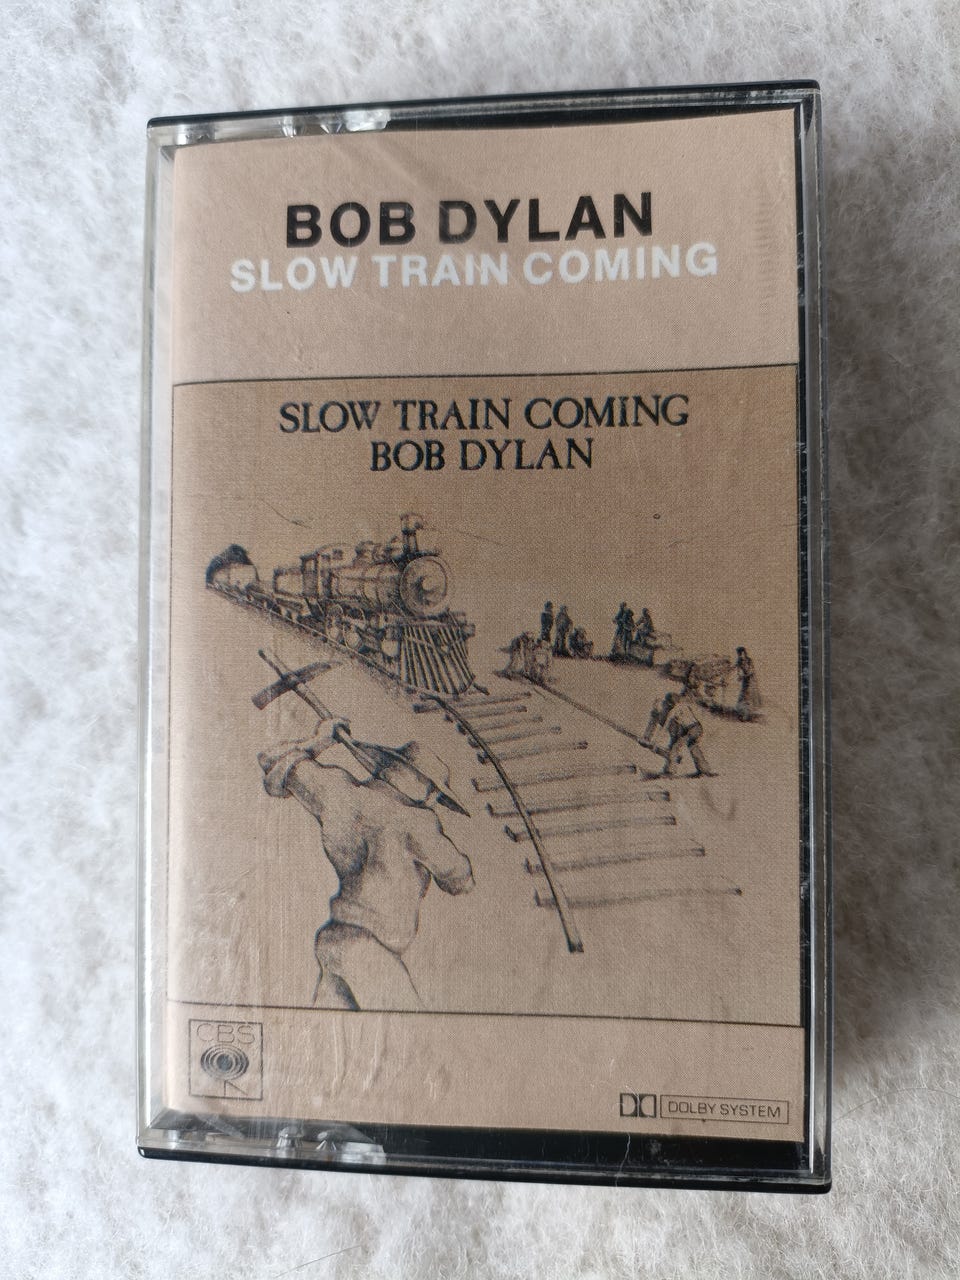 BOB DYLAN
SLOW TRAIN COMING
SLOW TRAIN COMING
BOB DYLAN
CBS
DOLBY SYSTEM